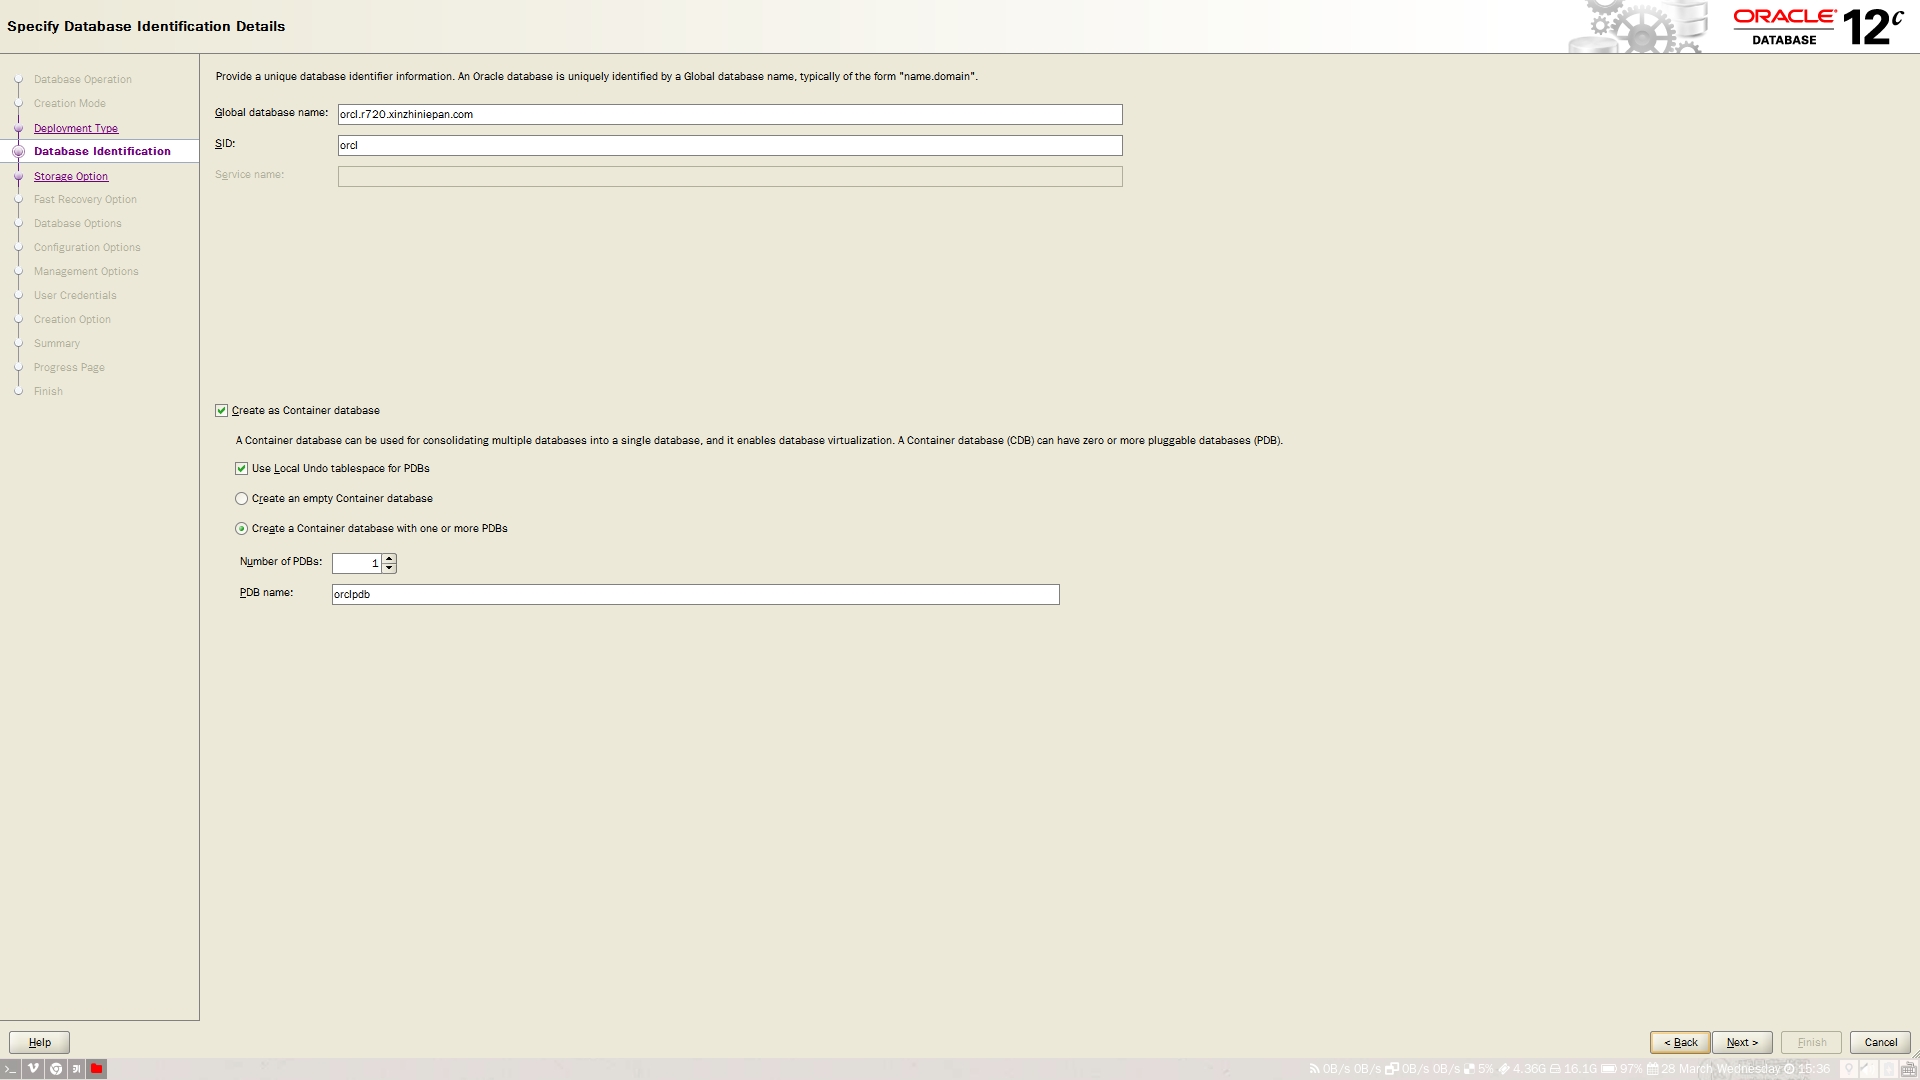 Specify Database Identification Details
ORACLE
DATABASE
12c
Database Operation
Creation Mode
Deployment Type
Database Identification
Storage Option
Fast Recovery Option
Database Options
Configuration Options
Management Options
User Credentials
Creation Option
Summary
Progress Page
Finish
Provide a unique database identifier information. An Oracle database is uniquely identified by a Global database name, typically of the form "name.domain".
Global database name: orcl.r720.xinzhiniepan.com
SID: orcl
Service name:
Create as Container database
A Container database can be used for consolidating multiple databases into a single database, and it enables database virtualization. A Container database (CDB) can have zero or more pluggable databases (PDB).
Use Local Undo tablespace for PDBs
Create an empty Container database
Create a Container database with one or more PDBs
Number of PDBs: 1
PDB name: orclpdb
Help
< Back
Next >
Finish
Cancel
0B/s 0B/s 0B/s 0B/s 5% 4.36G 16.1G 97% 28 March Wednesday 15:36